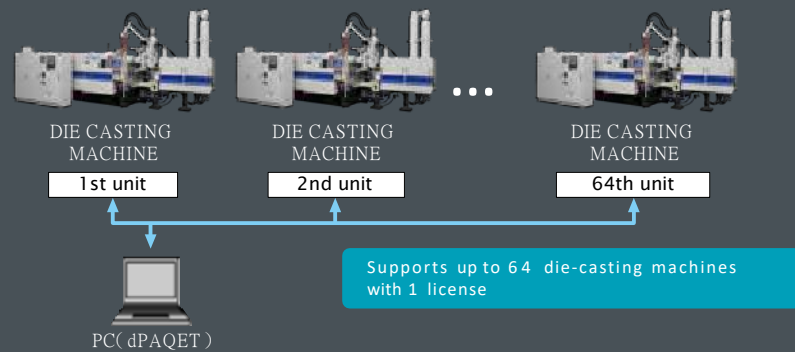 DIE CASTING
MACHINE
1st unit
DIE CASTING
MACHINE
2nd unit
...
DIE CASTING
MACHINE
64th unit
Supports up to 64 die-casting machines
with 1 license
PC( dPAQET )